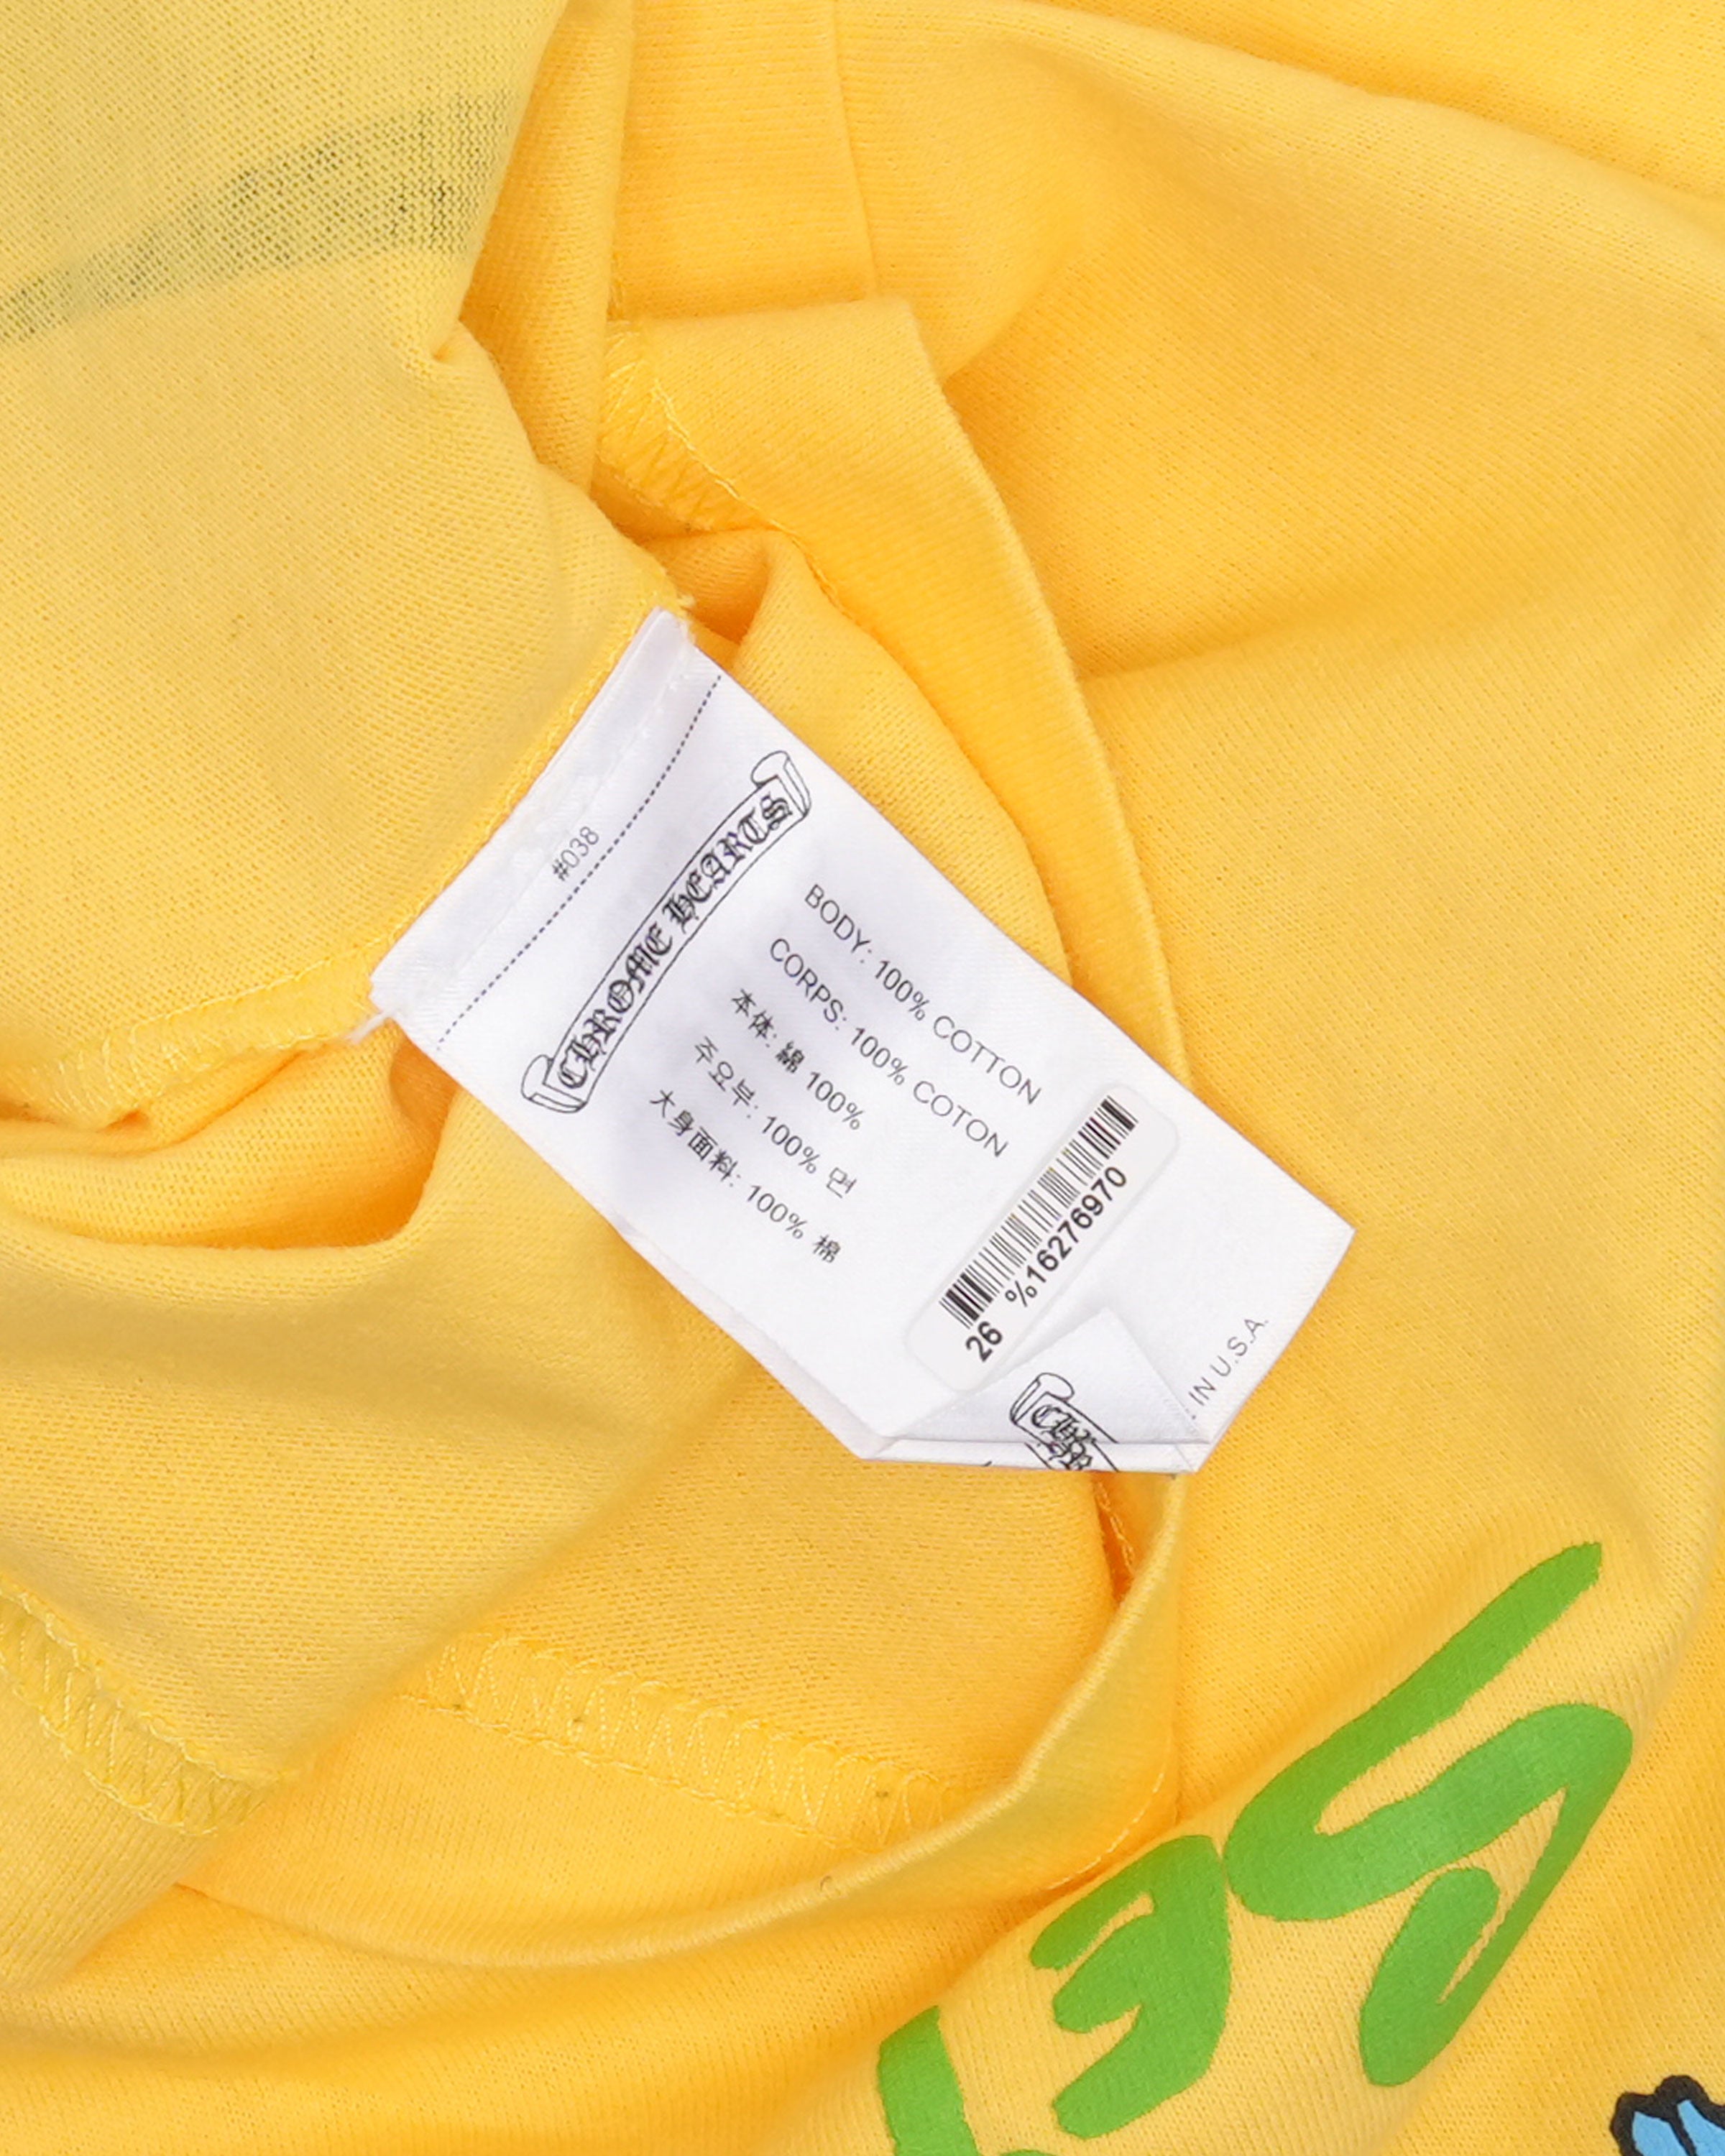 #038
CHROME HEARTS
BODY: 100% COTTON
CORPS: 100% COTON
本体: 綿 100%
주요부: 100% 면
大身面料: 100% 棉
26 %16276970
IN U.S.A.
CHR